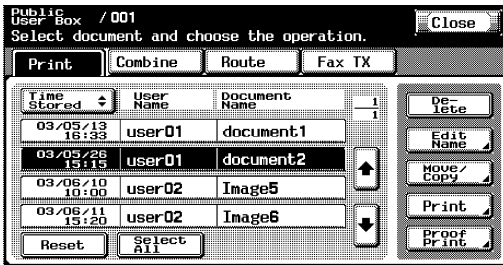 Public
User Box / 001
Close
Select document and choose the operation.
Print Combine Route Fax TX
Time
Stored
User
Name
Document
Name
1
1
03/05/13
16:33
user01 document1
03/05/26
15:15
user01 document2
03/06/10
10:00
user02 Image5
03/06/11
15:20
user02 Image6
Reset
Select
All
De-
lete
Edit
Name
Move/
Copy
Print
Proof
Print